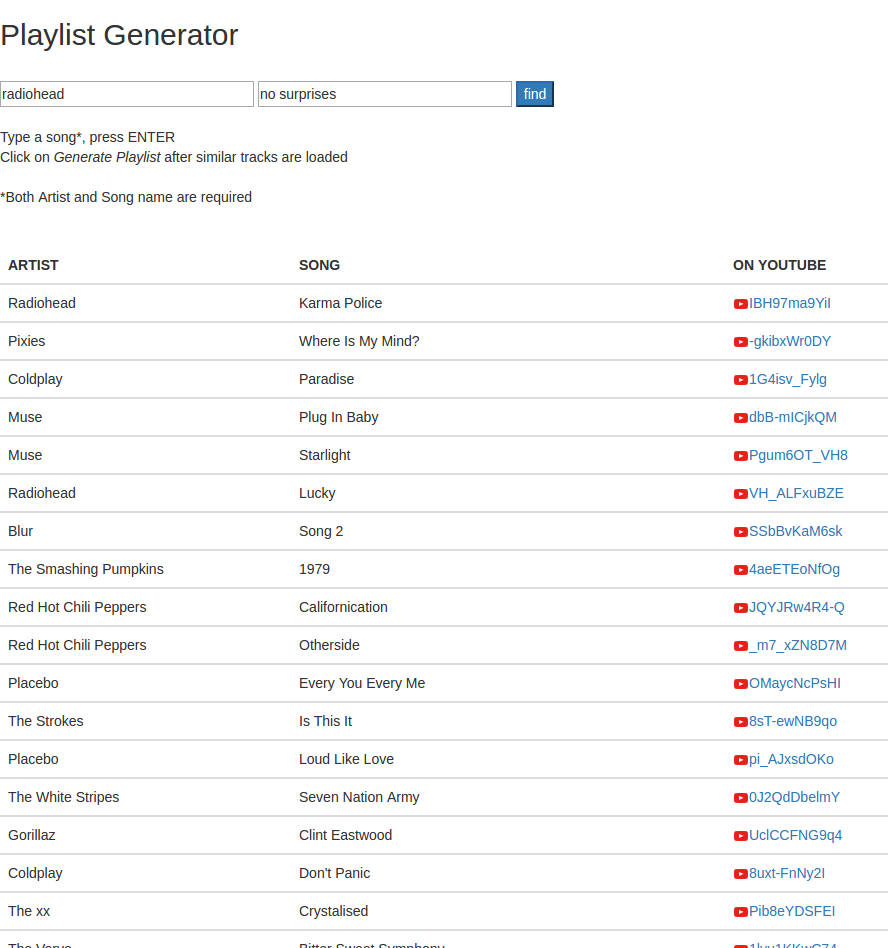 Playlist Generator
radiohead no surprises find
Type a song*, press ENTER
Click on Generate Playlist after similar tracks are loaded
*Both Artist and Song name are required
ARTIST SONG ON YOUTUBE
Radiohead Karma Police IBH97ma9YiI
Pixies Where Is My Mind? -gkibxWr0DY
Coldplay Paradise 1G4isv_Fylg
Muse Plug In Baby dbB-mICjkQM
Muse Starlight Pgum6OT_VH8
Radiohead Lucky VH_ALFxuBZE
Blur Song 2 SSbBvKaM6sk
The Smashing Pumpkins 1979 4aeETEoNfOg
Red Hot Chili Peppers Californication JQYJRw4R4-Q
Red Hot Chili Peppers Otherside _m7_xZN8D7M
Placebo Every You Every Me OMaycNcPsHI
The Strokes Is This It 8sT-ewNB9qo
Placebo Loud Like Love pi_AJxsdOKo
The White Stripes Seven Nation Army 0J2QdDbelmY
Gorillaz Clint Eastwood UclCCFNG9q4
Coldplay Don't Panic 8uxt-FnNy2I
The xx Crystalised Pib8eYDSFEI
The Verve Bitter Sweet Symphony